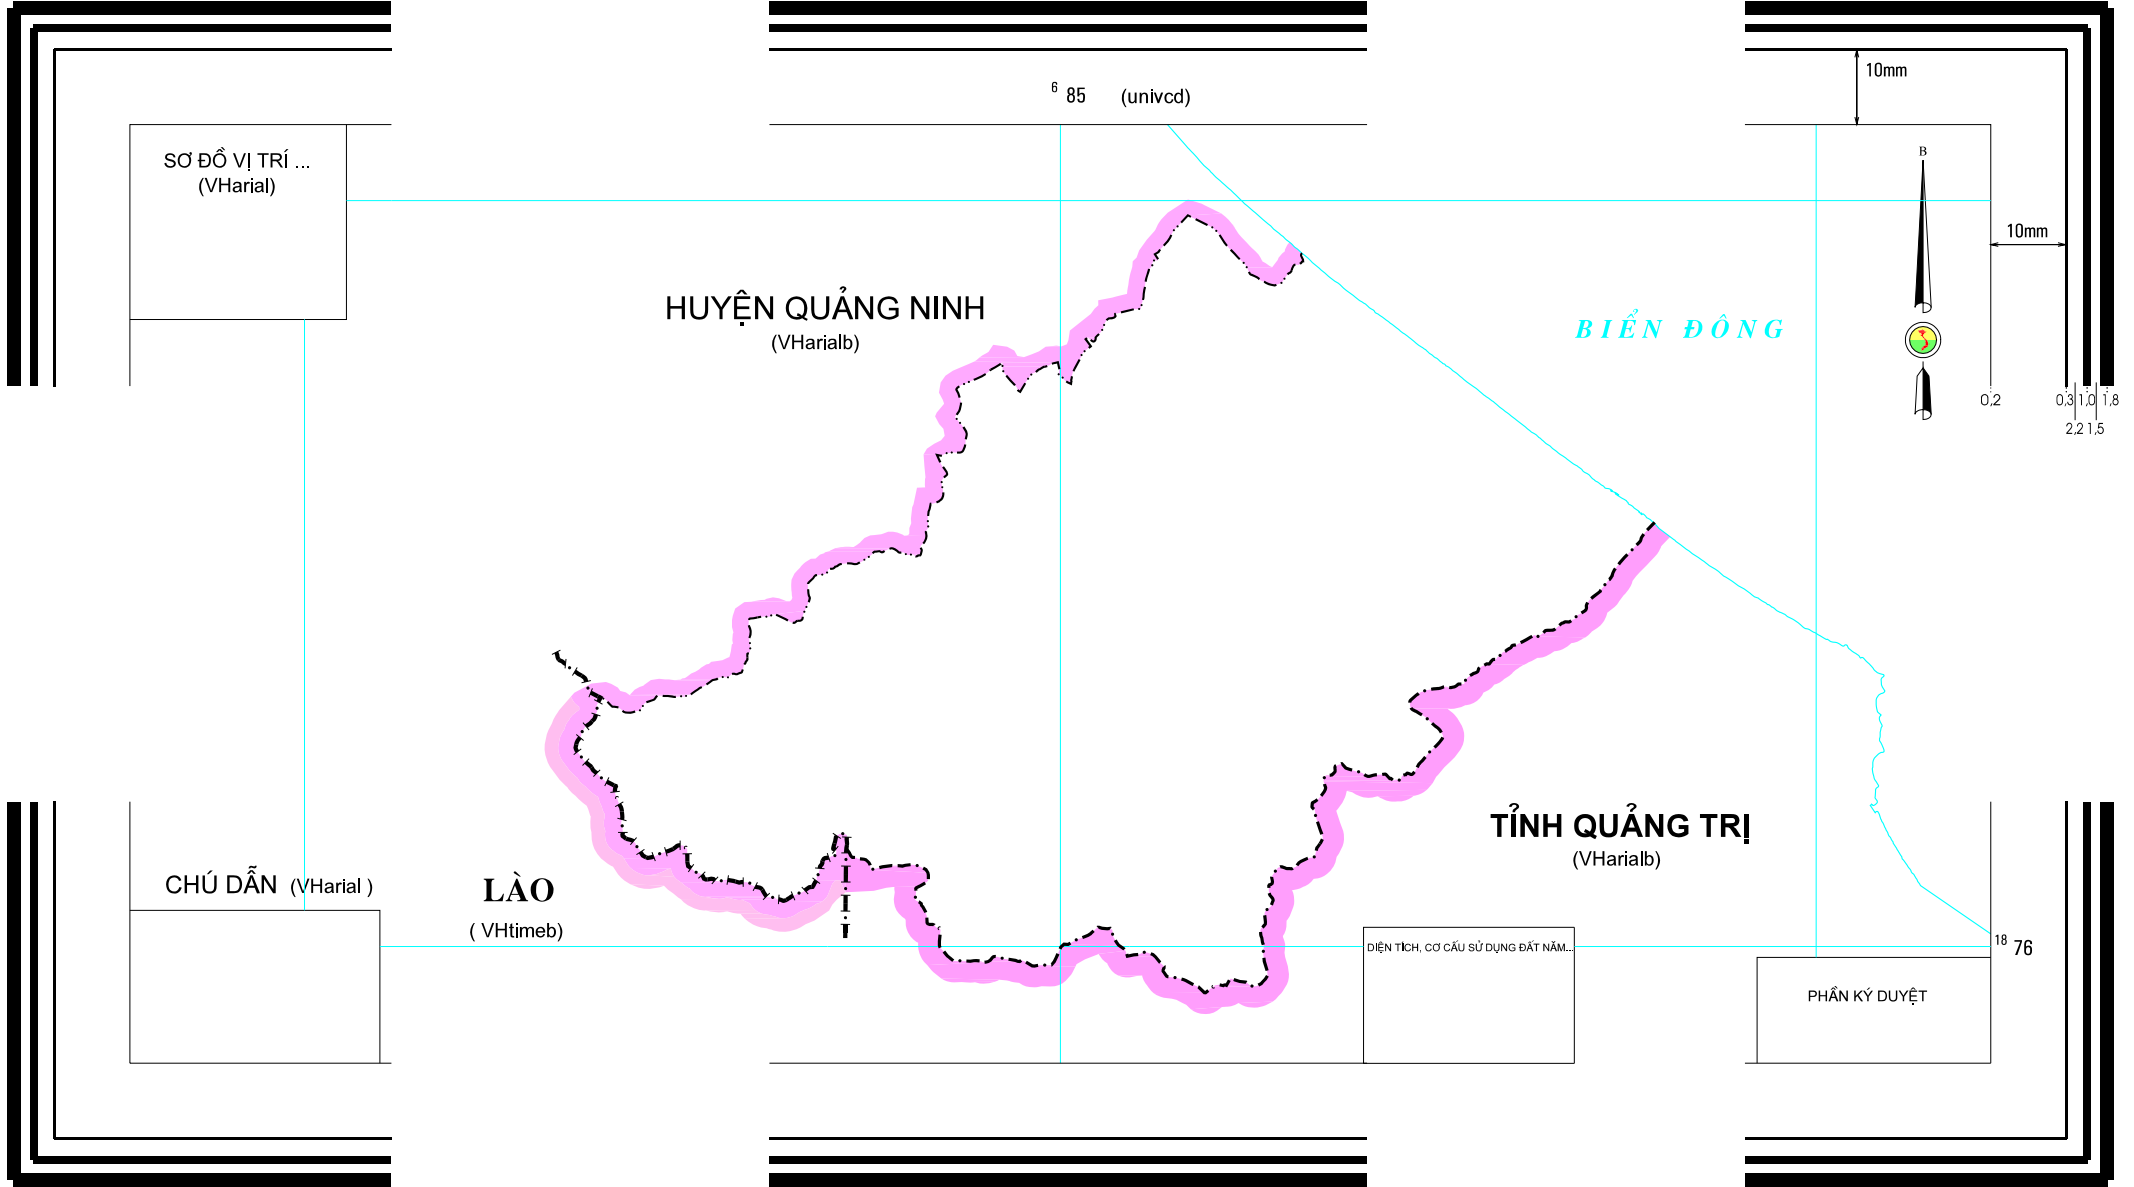 10mm
6 85 (univcd)
B
SƠ ĐỒ VỊ TRÍ ...
(VHarial)
10mm
HUYỆN QUẢNG NINH
(VHarialb)
BIỂN ĐÔNG
0,2
0,3 1,0 1,8
2,2 1,5
TỈNH QUẢNG TRỊ
(VHarialb)
CHÚ DẪN (VHarial )
LÀO
( VHtimeb)
DIỆN TÍCH, CƠ CẤU SỬ DỤNG ĐẤT NĂM...
18 76
PHẦN KÝ DUYỆT